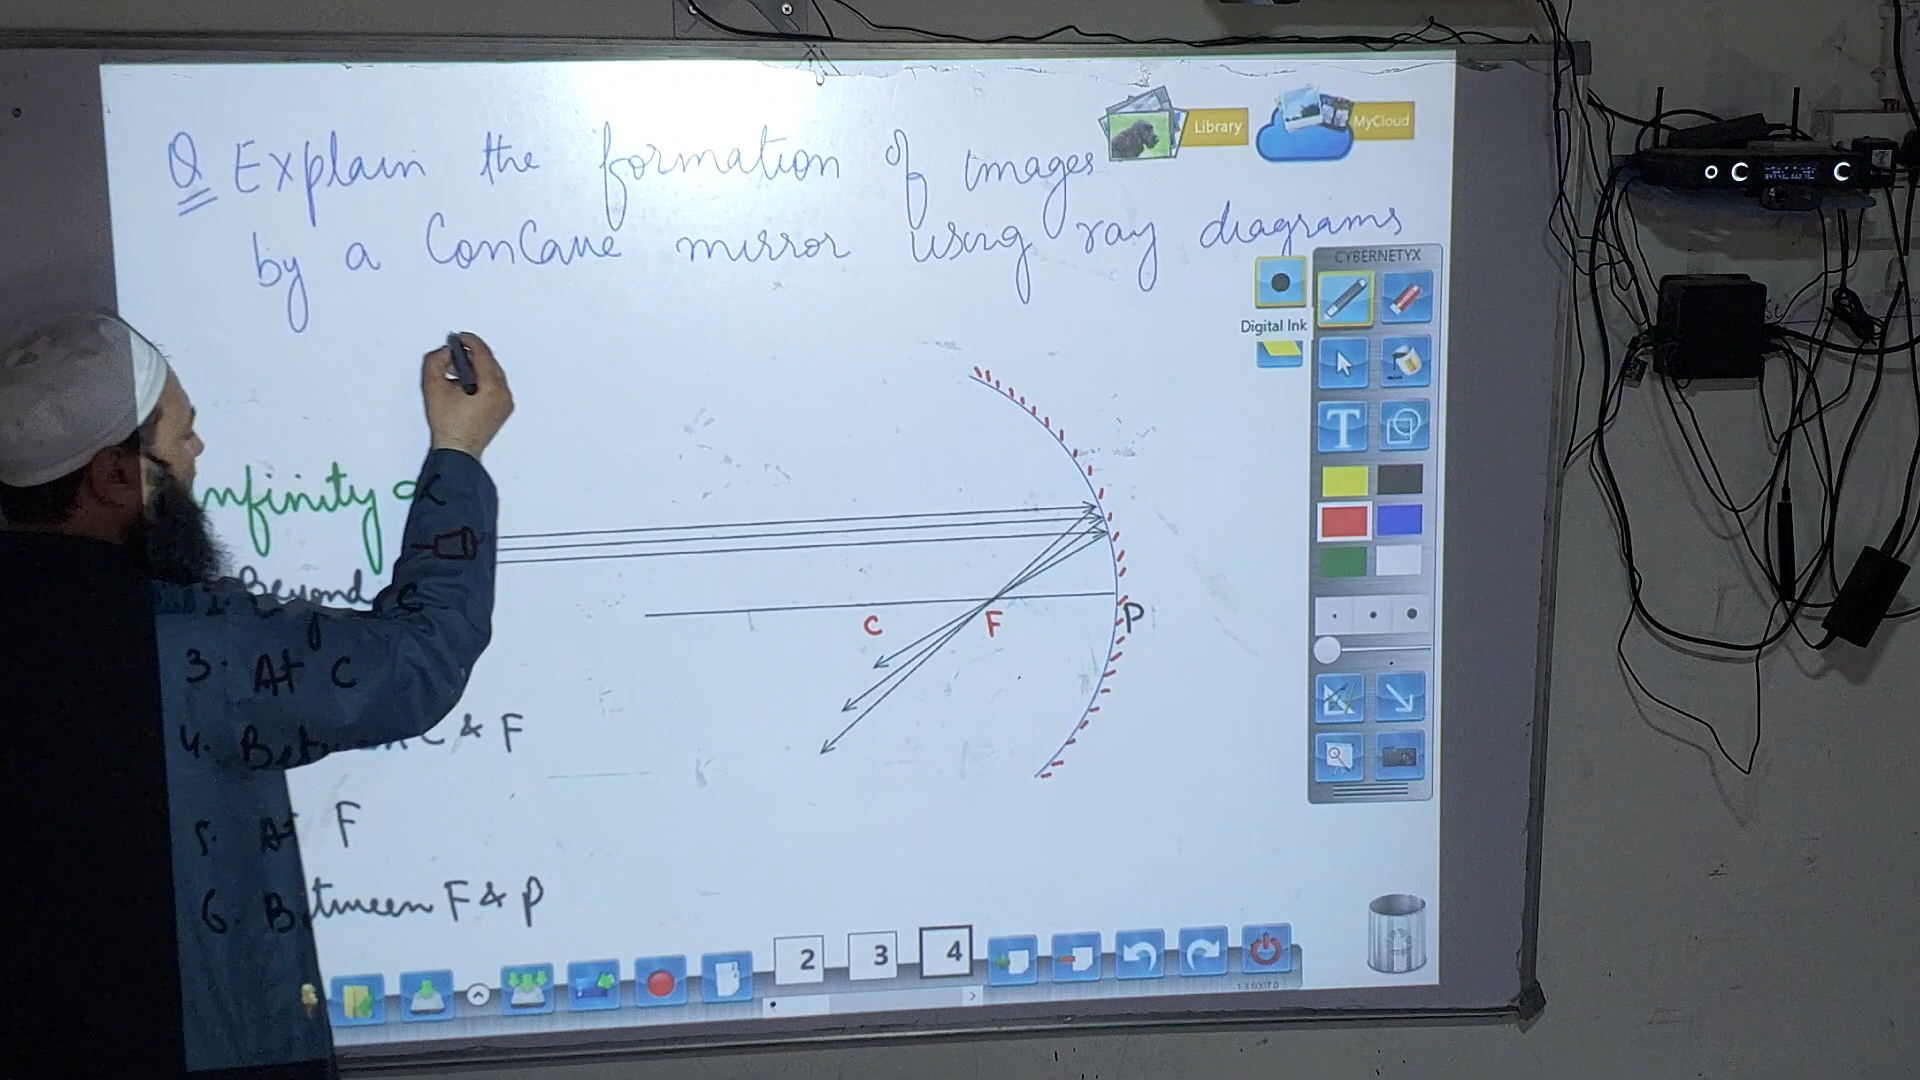 Q Explain the formation of images
by a Concave mirror using ray diagrams
Library
MyCloud
CYBERNETYX
Digital Ink
T
nfinity ∝
2. Beyond C
3. At C
4. Between C & F
5. At F
6. Between F & P
C
F
P
2
3
4